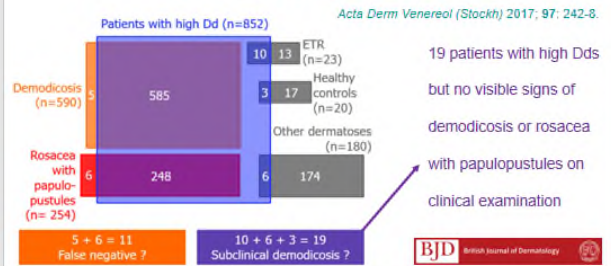 Acta Derm Venereol (Stockh) 2017; 97: 242-8.
Patients with high Dd (n=852)
10 13
ETR
(n=23)
3 17
Healthy
controls
(n=20)
Demodicosis
(n=590)
5 585
Other dermatoses
(n=180)
Rosacea
with
papulo-
pustules
(n= 254)
6 248
6 174
5 + 6 = 11
False negative ?
10 + 6 + 3 = 19
Subclinical demodicosis ?
19 patients with high Dds
but no visible signs of
demodicosis or rosacea
with papulopustules on
clinical examination
BJD British Journal of Dermatology